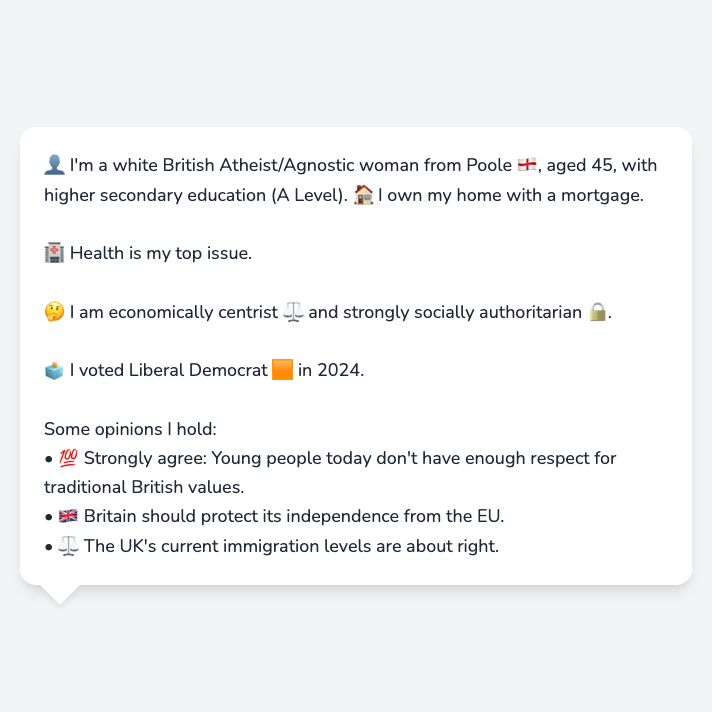 👤 I'm a white British Atheist/Agnostic woman from Poole 🏴󠁧󠁢󠁥󠁮󠁧󠁿, aged 45, with
higher secondary education (A Level). 🏠 I own my home with a mortgage.
🏥 Health is my top issue.
🤔 I am economically centrist ⚖️ and strongly socially authoritarian 🔒.
🗳️ I voted Liberal Democrat 🟧 in 2024.
Some opinions I hold:
• 💯 Strongly agree: Young people today don't have enough respect for
traditional British values.
• 🇬🇧 Britain should protect its independence from the EU.
• ⚖️ The UK's current immigration levels are about right.